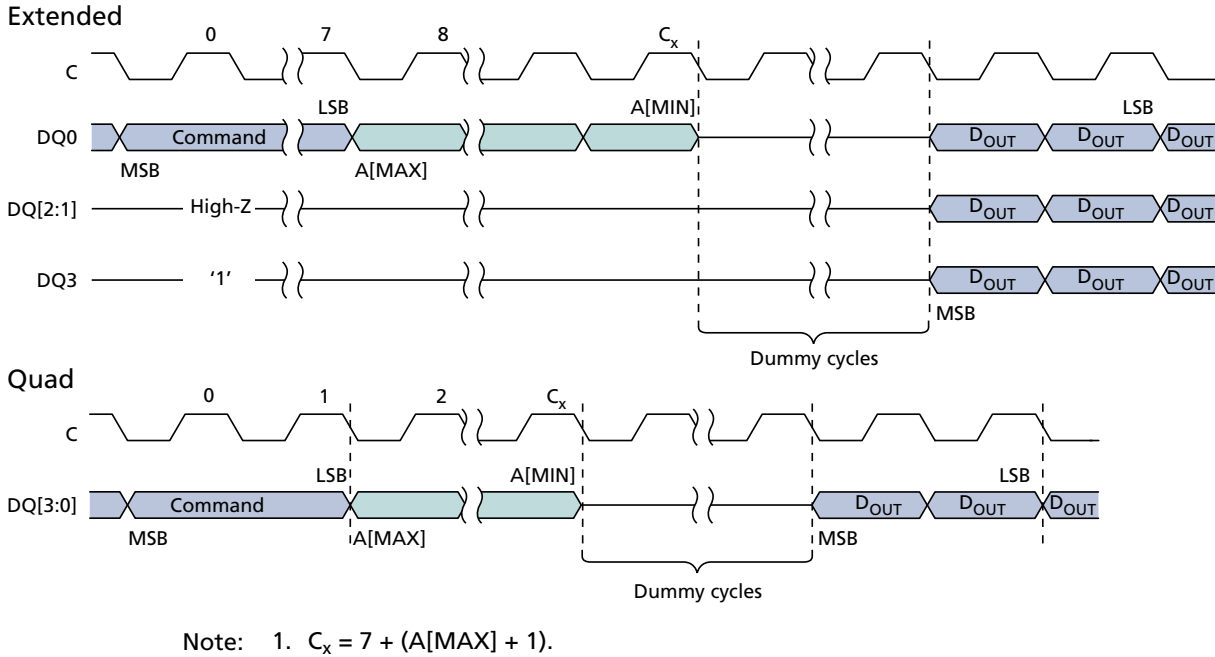 Extended
0 7 8 Cx
C
LSB A[MIN] LSB
DQ0 Command DOUT DOUT DOUT
MSB A[MAX]
DQ[2:1] High-Z DOUT DOUT DOUT
DQ3 '1' DOUT DOUT DOUT
MSB
Dummy cycles
Quad
0 1 2 Cx
C
LSB A[MIN] LSB
DQ[3:0] Command DOUT DOUT DOUT
MSB A[MAX] MSB
Dummy cycles
Note: 1. Cx = 7 + (A[MAX] + 1).